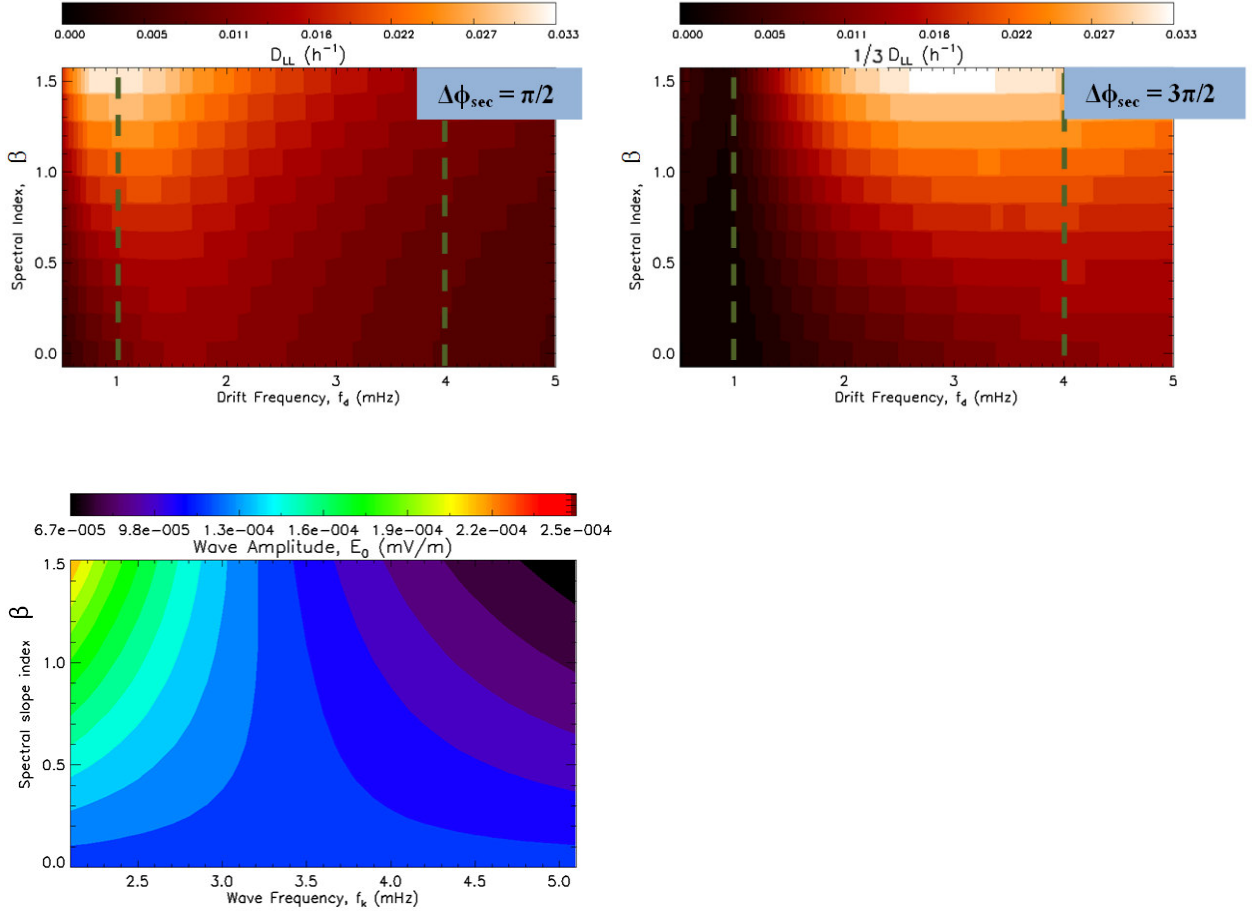 0.000 0.005 0.011 0.016 0.022 0.027 0.033
D_LL (h⁻¹)
Δϕ_sec = π/2
Spectral Index, β
1.5
1.0
0.5
0.0
1 2 3 4 5
Drift Frequency, f_d (mHz)
0.000 0.005 0.011 0.016 0.022 0.027 0.033
1/3 D_LL (h⁻¹)
Δϕ_sec = 3π/2
Spectral Index, β
1.5
1.0
0.5
0.0
1 2 3 4 5
Drift Frequency, f_d (mHz)
6.7e-005 9.8e-005 1.3e-004 1.6e-004 1.9e-004 2.2e-004 2.5e-004
Wave Amplitude, E_0 (mV/m)
Spectral slope index β
1.5
1.0
0.5
0.0
2.5 3.0 3.5 4.0 4.5 5.0
Wave Frequency, f_k (mHz)